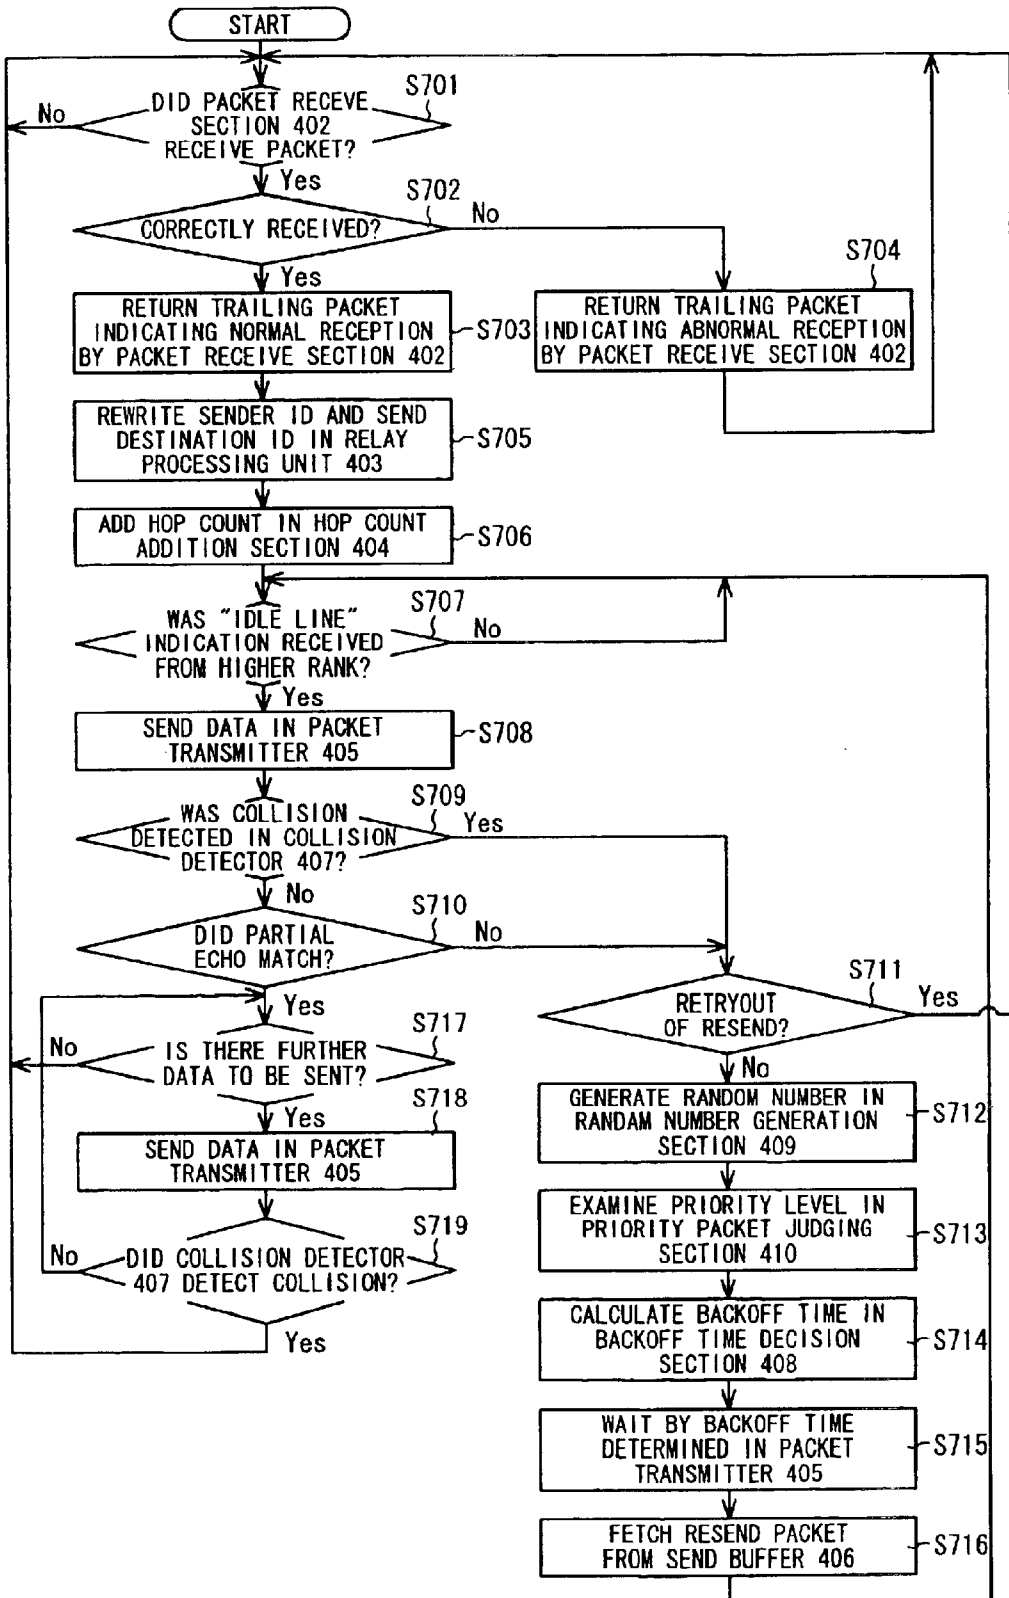 START
S701
DID PACKET RECEVE
SECTION 402
RECEIVE PACKET?
No
Yes
S702
CORRECTLY RECEIVED?
No
Yes
S704
RETURN TRAILING PACKET
INDICATING NORMAL RECEPTION
BY PACKET RECEIVE SECTION 402
S703
RETURN TRAILING PACKET
INDICATING ABNORMAL RECEPTION
BY PACKET RECEIVE SECTION 402
REWRITE SENDER ID AND SEND
DESTINATION ID IN RELAY
PROCESSING UNIT 403
S705
ADD HOP COUNT IN HOP COUNT
ADDITION SECTION 404
S706
S707
WAS "IDLE LINE"
INDICATION RECEIVED
FROM HIGHER RANK?
No
Yes
SEND DATA IN PACKET
TRANSMITTER 405
S708
S709
WAS COLLISION
DETECTED IN COLLISION
DETECTOR 407?
Yes
No
S710
DID PARTIAL
ECHO MATCH?
No
Yes
S711
RETRYOUT
OF RESEND?
Yes
No
S717
IS THERE FURTHER
DATA TO BE SENT?
No
Yes
S718
SEND DATA IN PACKET
TRANSMITTER 405
S719
DID COLLISION DETECTOR
407 DETECT COLLISION?
No
Yes
GENERATE RANDOM NUMBER IN
RANDAM NUMBER GENERATION
SECTION 409
S712
EXAMINE PRIORITY LEVEL IN
PRIORITY PACKET JUDGING
SECTION 410
S713
CALCULATE BACKOFF TIME IN
BACKOFF TIME DECISION
SECTION 408
S714
WAIT BY BACKOFF TIME
DETERMINED IN PACKET
TRANSMITTER 405
S715
FETCH RESEND PACKET
FROM SEND BUFFER 406
S716